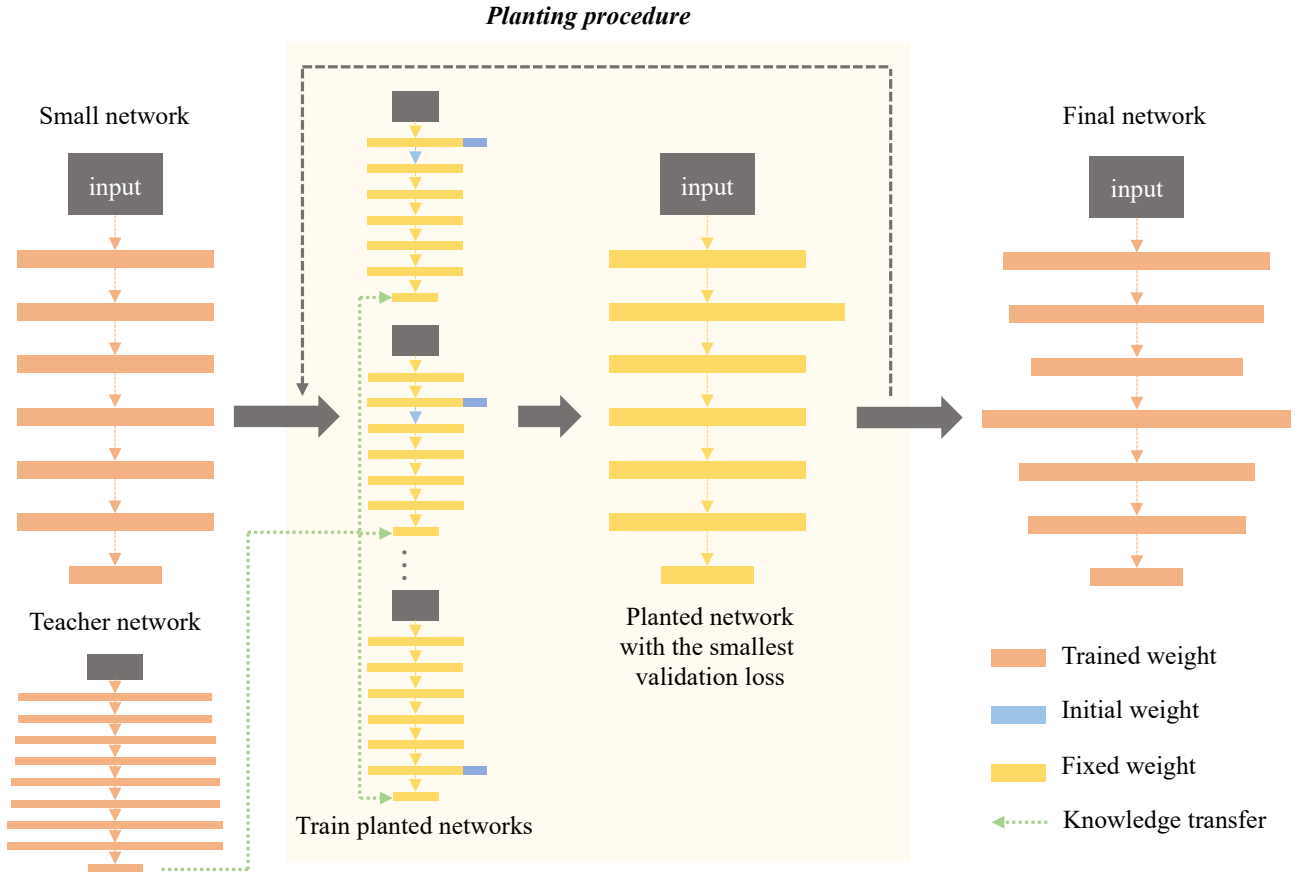 Planting procedure
Small network
input
Teacher network
Train planted networks
input
Planted network
with the smallest
validation loss
Final network
input
Trained weight
Initial weight
Fixed weight
Knowledge transfer